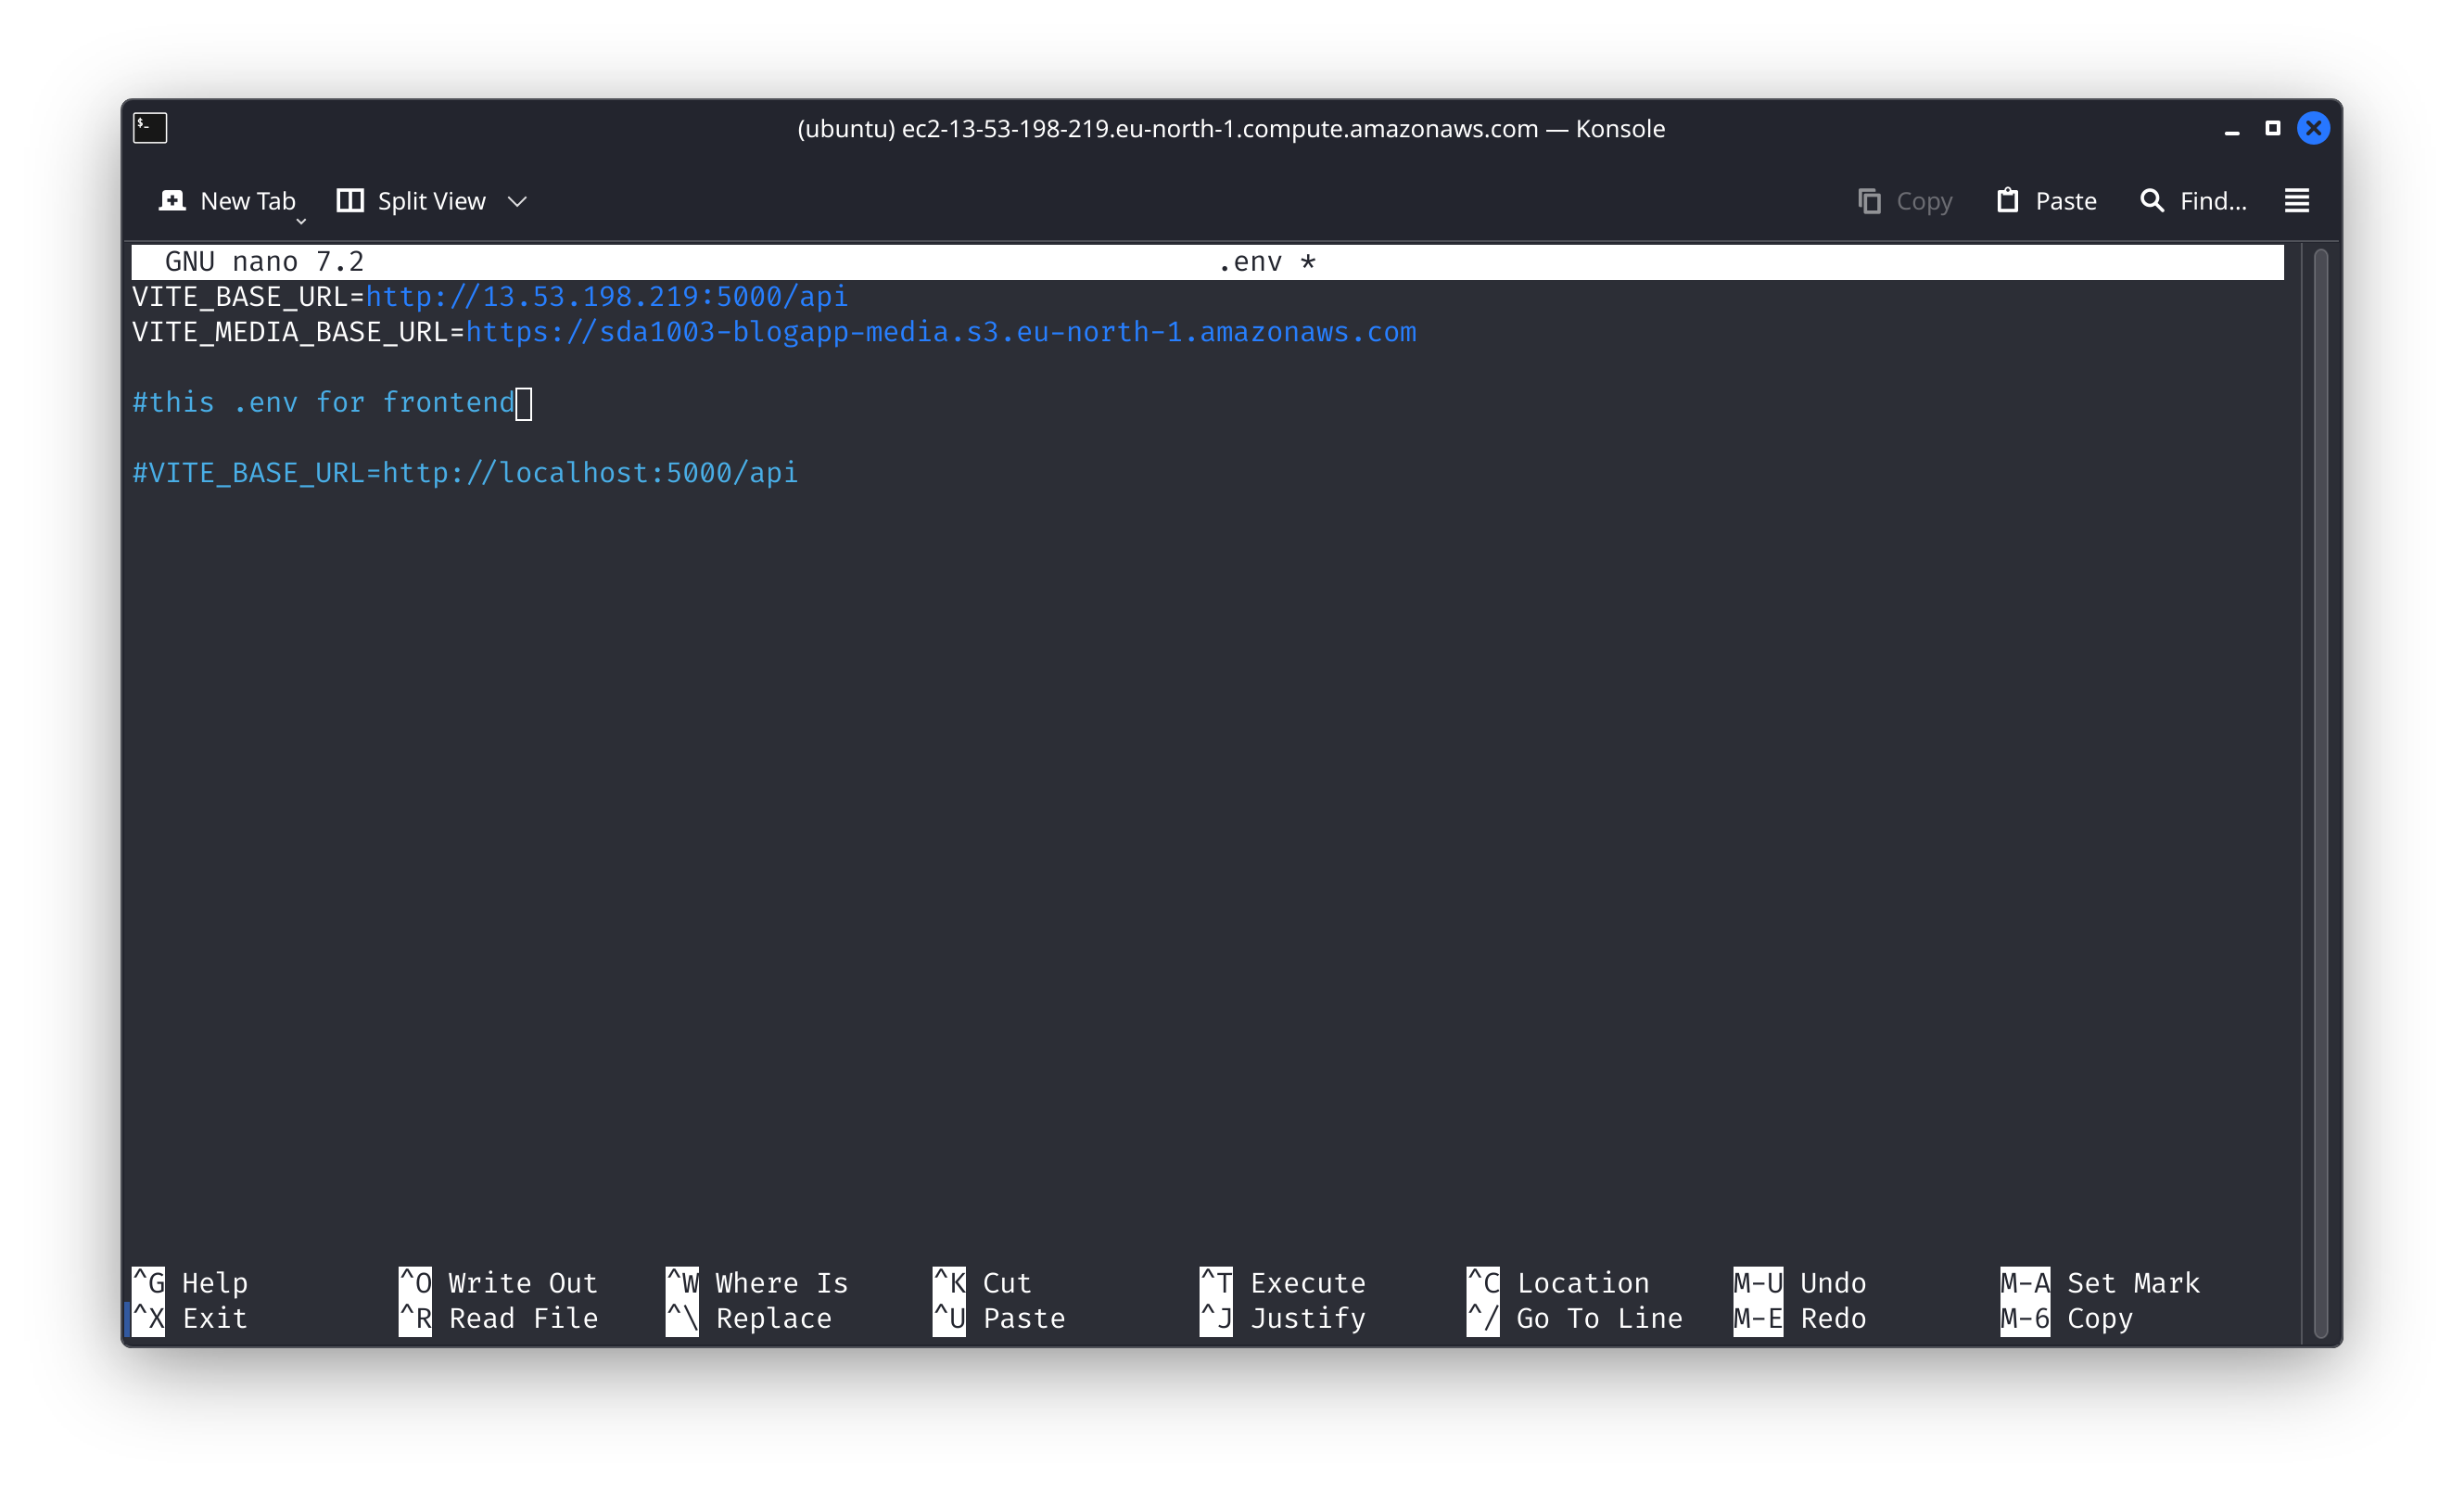 $_
(ubuntu) ec2-13-53-198-219.eu-north-1.compute.amazonaws.com — Konsole
New Tab Split View Copy Paste Find...
GNU nano 7.2 .env *
VITE_BASE_URL=http://13.53.198.219:5000/api
VITE_MEDIA_BASE_URL=https://sda1003-blogapp-media.s3.eu-north-1.amazonaws.com
#this .env for frontend
#VITE_BASE_URL=http://localhost:5000/api
^G Help ^O Write Out ^W Where Is ^K Cut ^T Execute ^C Location M-U Undo M-A Set Mark
^X Exit ^R Read File ^\ Replace ^U Paste ^J Justify ^/ Go To Line M-E Redo M-6 Copy